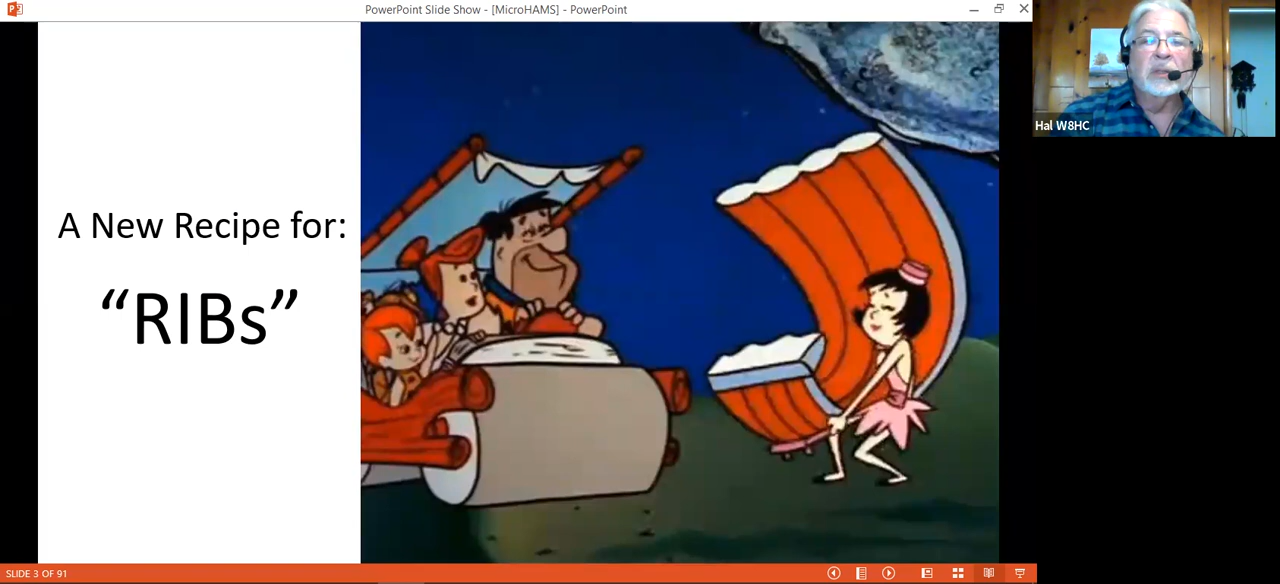 PowerPoint Slide Show - [MicroHAMS] - PowerPoint
A New Recipe for:
“RIBs”
Hal W8HC
SLIDE 3 OF 91